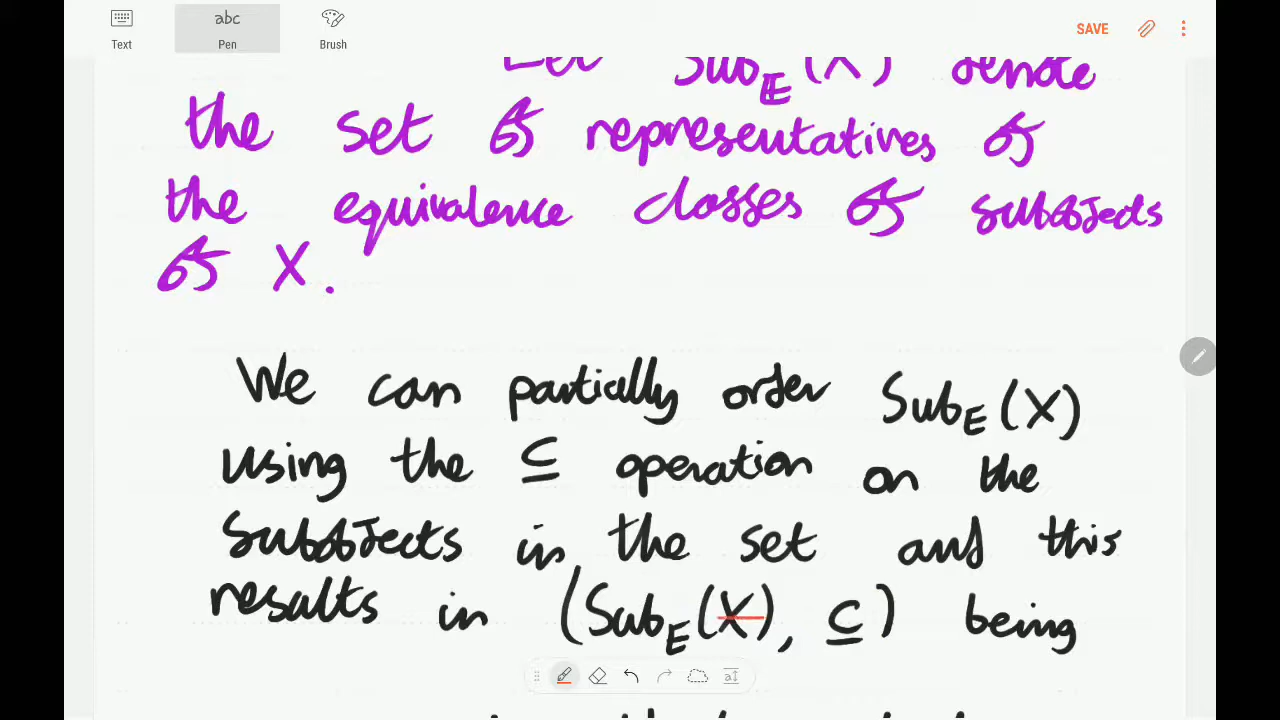 abc
SAVE
Text
Pen
Brush
Let Sub_E(X) denote
the set of representatives of
the equivalence classes of subobjects
of X.
We can partially order Sub_E(X)
using the ⊆ operation on the
subobjects in the set and this
results in (Sub_E(X), ⊆) being